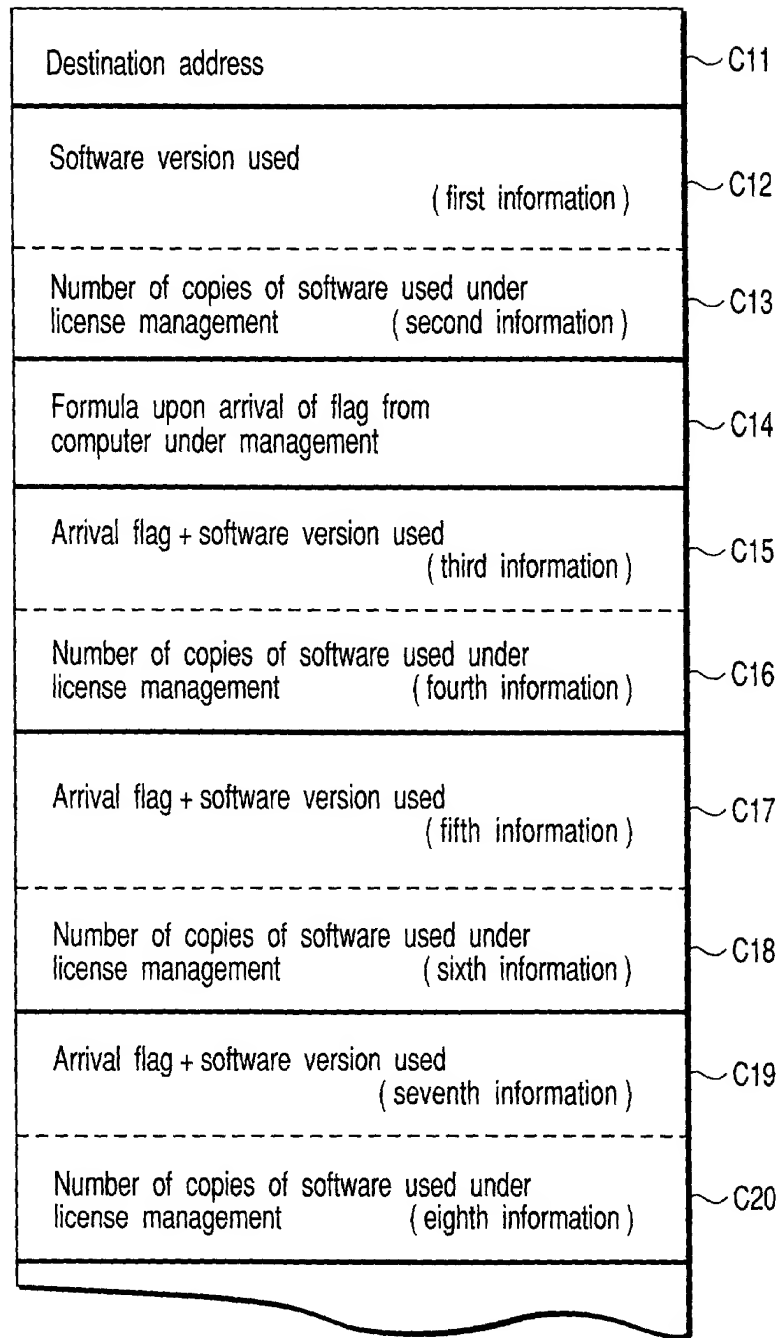 Destination address
C11
Software version used
(first information)
C12
Number of copies of software used under
license management (second information)
C13
Formula upon arrival of flag from
computer under management
C14
Arrival flag + software version used
(third information)
C15
Number of copies of software used under
license management (fourth information)
C16
Arrival flag + software version used
(fifth information)
C17
Number of copies of software used under
license management (sixth information)
C18
Arrival flag + software version used
(seventh information)
C19
Number of copies of software used under
license management (eighth information)
C20